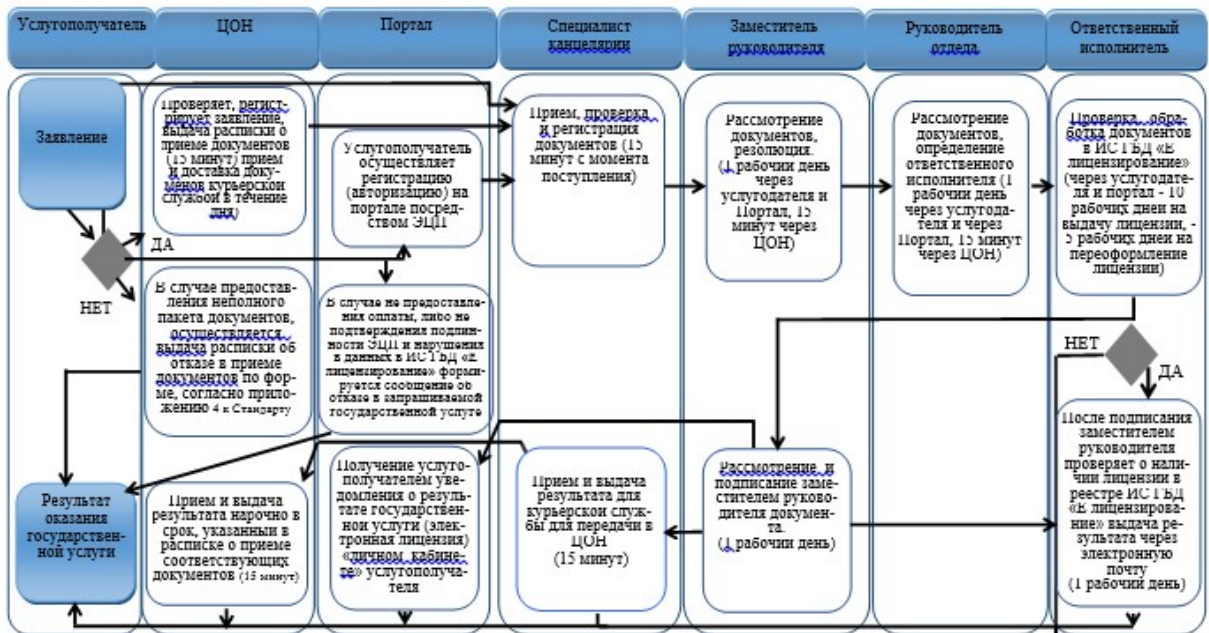 Услугополучатель
ЦОН
Портал
Специалист
канцелярии
Заместитель
руководителя
Руководитель
отдела
Ответственный
исполнитель
Заявление
Проверяет, регист-
рирует заявление,
выдача расписки о
приеме документов
(15 минут) прием
и доставка доку-
менов курьерской
службой в течение
дня)
Услугополучатель
осуществляет
регистрацию
(авторизацию) на
портале посред-
ством ЭЦП
Прием, проверка
и регистрация
документов (15
минут с момента
поступления)
Рассмотрение
документов,
резолюция.
(1 рабочий день
через
услугодателя и
Портал, 15
минут через
ЦОН)
Рассмотрение
документов,
определение
ответственного
исполнителя (1
рабочий день
через услугода-
теля и через
Портал, 15 минут
через ЦОН)
Проверка, обра-
ботка документов
в ИС ГБД «Е
лицензирование»
(через услугодате-
ля и портал - 10
рабочих дней на
выдачу лицензии, -
5 рабочих дней на
переоформление
лицензии)
ДА
НЕТ
В случае предостав-
ления неполного
пакета документов,
осуществляется
выдача расписки об
отказе в приеме
документов по фор-
ме, согласно прило-
жению 4 к Стандарту
В случае не предоставле-
ния оплаты, либо не
подтверждения подлин-
ности ЭЦП и нарушения
в данных в ИС ГБД «Е
лицензирование» форми-
руется сообщение об
отказе в запрашиваемой
государственной услуге
НЕТ
ДА
Результат
оказания
государствен-
ной услуги
Прием и выдача
результата нарочно в
срок, указанный в
расписке о приеме
соответствующих
документов (15 минут)
Получение услуго-
получателем уве-
домления о резуль-
тате государствен-
ной услуги (элек-
тронная лицензия)
«личном кабине-
те» услугополуча-
теля
Прием и выдача
результата для
курьерской служ-
бы для передачи в
ЦОН
(15 минут)
Рассмотрение и
подписание заме-
стителем руково-
дителя докумен-
та.
(1 рабочий день)
После подписания
заместителем
руководителя
проверяет о нали-
чии лицензии в
реестре ИС ГБД
«Е лицензирова-
ние» выдача ре-
зультата через
электронную
почту
(1 рабочий день)